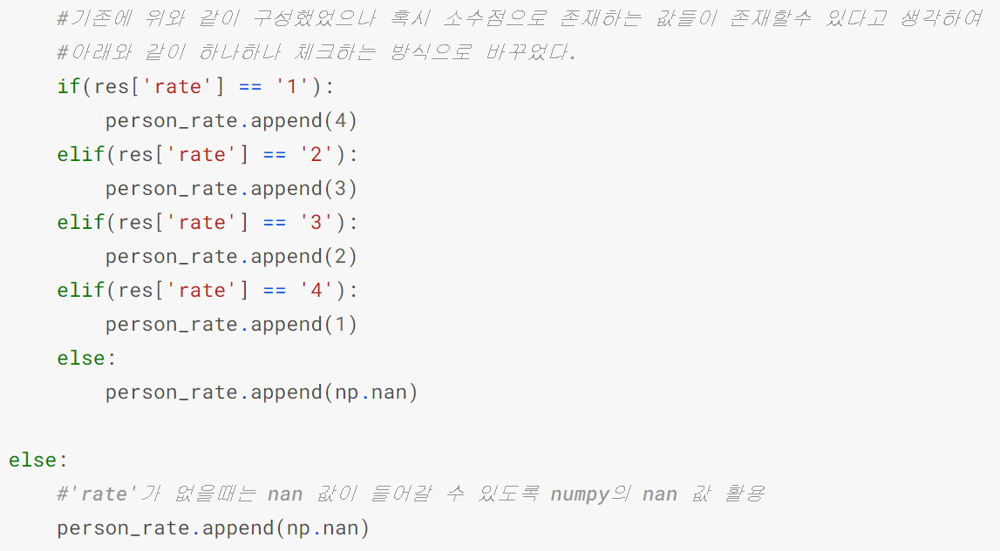 #기존에 위와 같이 구성했었으나 혹시 소수점으로 존재하는 값들이 존재할수 있다고 생각하여
#아래와 같이 하나하나 체크하는 방식으로 바꾸었다.
if(res['rate'] == '1'):
person_rate.append(4)
elif(res['rate'] == '2'):
person_rate.append(3)
elif(res['rate'] == '3'):
person_rate.append(2)
elif(res['rate'] == '4'):
person_rate.append(1)
else:
person_rate.append(np.nan)
else:
#'rate'가 없을때는 nan 값이 들어갈 수 있도록 numpy의 nan 값 활용
person_rate.append(np.nan)